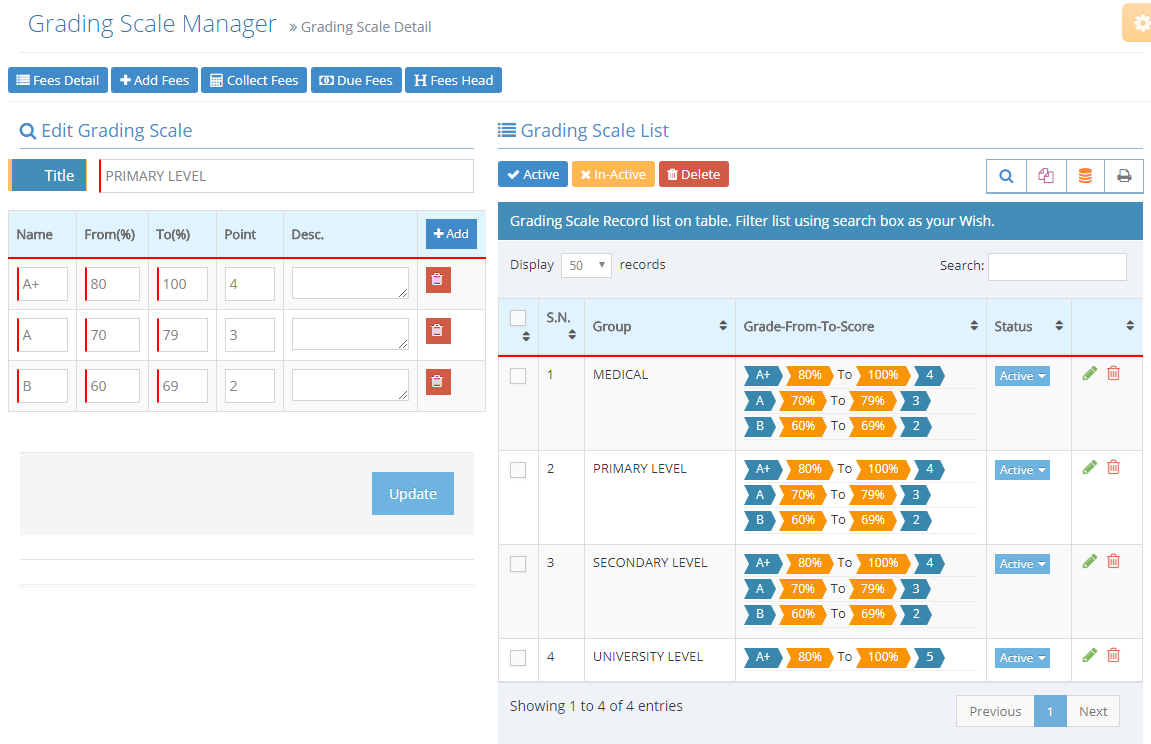 Grading Scale Manager » Grading Scale Detail
Fees Detail Add Fees Collect Fees Due Fees H Fees Head
Edit Grading Scale
Title PRIMARY LEVEL
Name From(%) To(%) Point Desc. Add
A+ 80 100 4
A 70 79 3
B 60 69 2
Update
Grading Scale List
Active In-Active Delete
Grading Scale Record list on table. Filter list using search box as your Wish.
Display 50 records Search:
S.N. Group Grade-From-To-Score Status
1 MEDICAL A+ 80% To 100% 4 Active
A 70% To 79% 3
B 60% To 69% 2
2 PRIMARY LEVEL A+ 80% To 100% 4 Active
A 70% To 79% 3
B 60% To 69% 2
3 SECONDARY LEVEL A+ 80% To 100% 4 Active
A 70% To 79% 3
B 60% To 69% 2
4 UNIVERSITY LEVEL A+ 80% To 100% 5 Active
Showing 1 to 4 of 4 entries Previous 1 Next